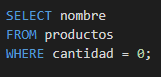 SELECT nombre
FROM productos
WHERE cantidad = 0;